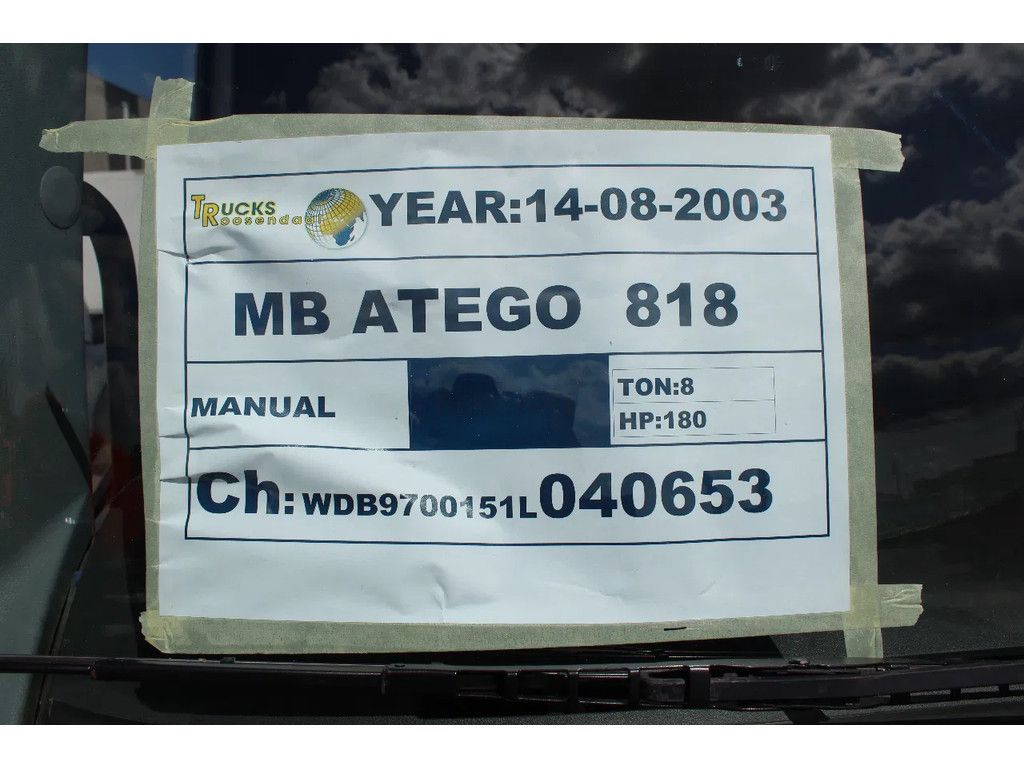 TRUCKS
Roosendaal YEAR:14-08-2003
MB ATEGO 818
MANUAL
TON:8
HP:180
Ch: WDB9700151L040653